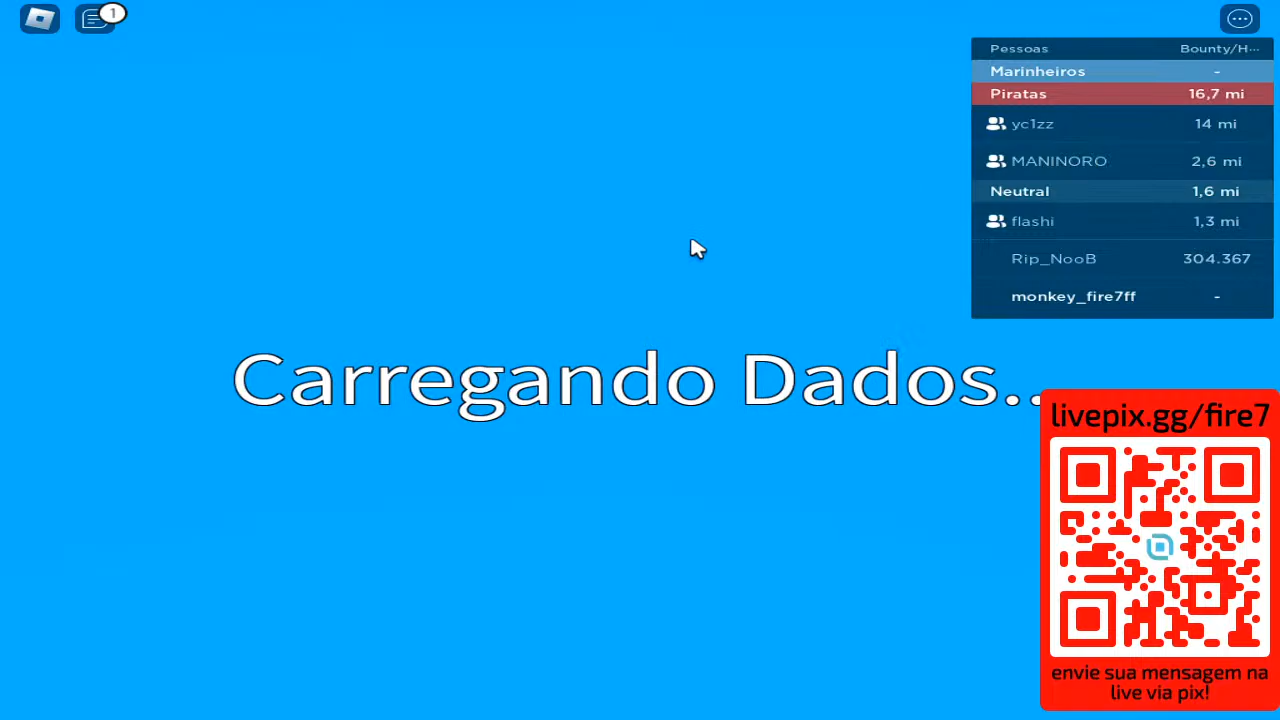 1
Pessoas Bounty/H...
Marinheiros -
Piratas 16,7 mi
yc1zz 14 mi
MANINORO 2,6 mi
Neutral 1,6 mi
flashi 1,3 mi
Rip_NooB 304.367
monkey_fire7ff -
Carregando Dados..
livepix.gg/fire7
envie sua mensagem na
live via pix!